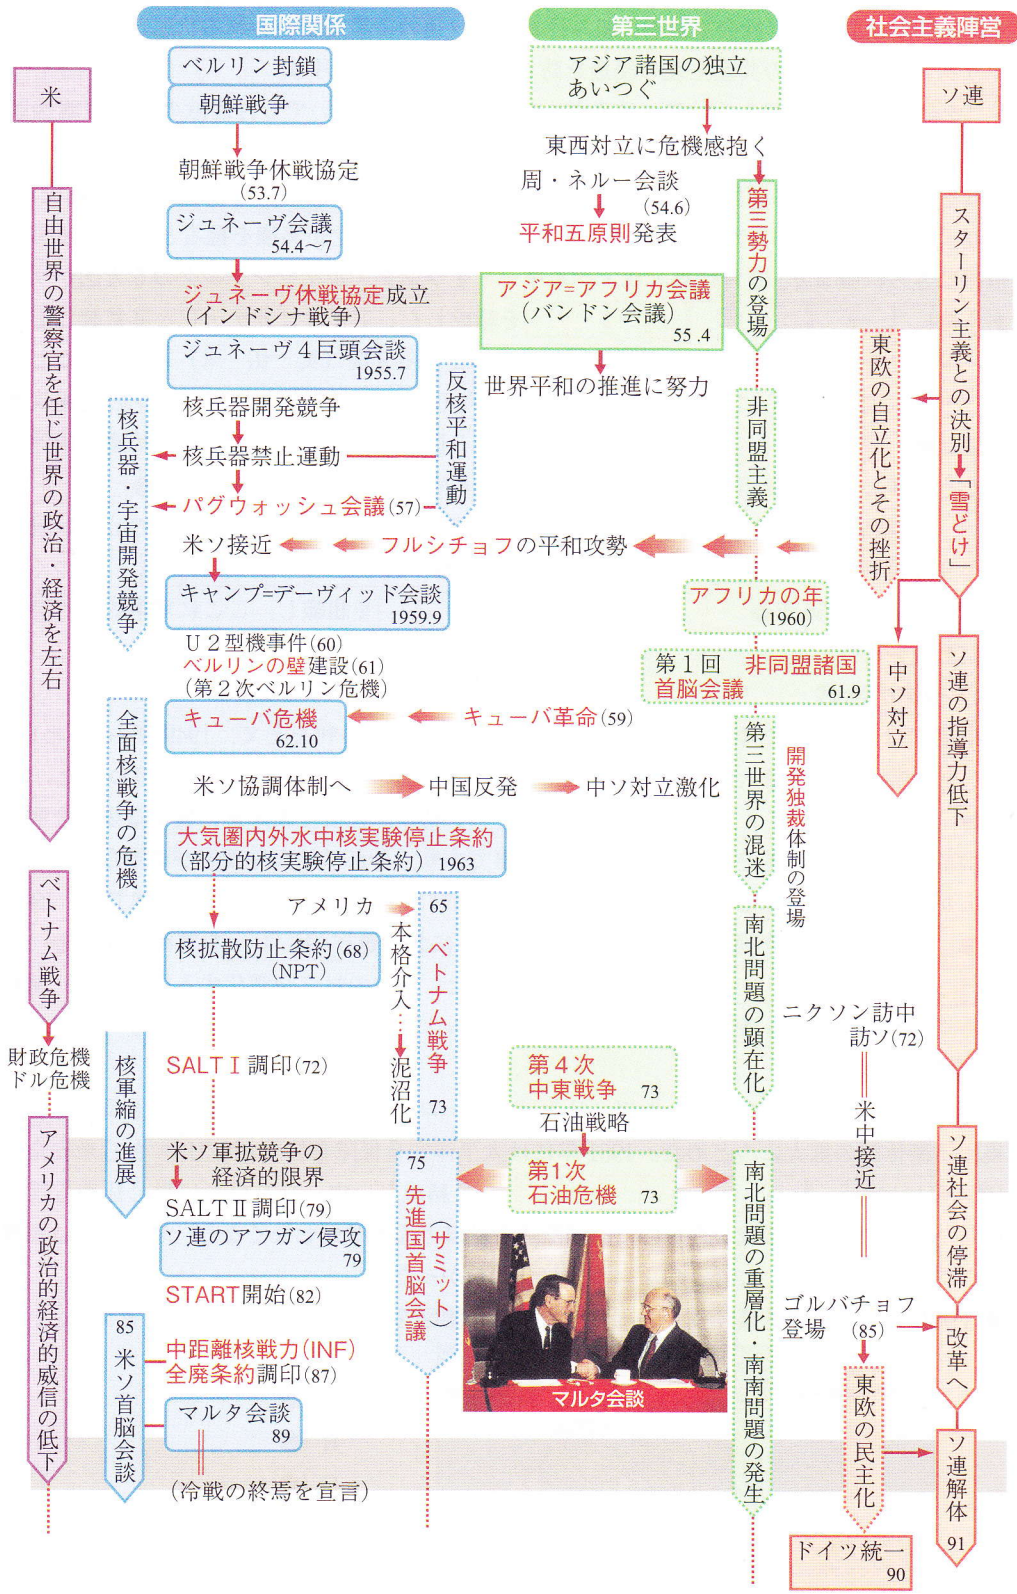 国際関係
第三世界
社会主義陣営
米
自由世界の警察官を任じ世界の政治・経済を左右
ベトナム戦争
財政危機
ドル危機
アメリカの政治的経済的威信の低下
ベルリン封鎖
朝鮮戦争
朝鮮戦争休戦協定
(53.7)
ジュネーヴ会議
54.4〜7
ジュネーヴ休戦協定成立
(インドシナ戦争)
ジュネーヴ4巨頭会談
1955.7
核兵器開発競争
核兵器禁止運動
パグウォッシュ会議(57)
反核平和運動
核兵器・宇宙開発競争
米ソ接近
フルシチョフの平和攻勢
キャンプ=デーヴィッド会談
1959.9
U2型機事件(60)
ベルリンの壁建設(61)
(第2次ベルリン危機)
キューバ危機
62.10
キューバ革命(59)
全面核戦争の危機
米ソ協調体制へ
中国反発
中ソ対立激化
大気圏内外水中核実験停止条約
(部分的核実験停止条約) 1963
アメリカ
本格介入…泥沼化
65 ベトナム戦争 73
核拡散防止条約(68)
(NPT)
SALTⅠ調印(72)
核軍縮の進展
米ソ軍拡競争の
経済的限界
SALTⅡ調印(79)
ソ連のアフガン侵攻
79
START開始(82)
75 先進国首脳会議
(サミット)
85 米ソ首脳会談
中距離核戦力(INF)
全廃条約調印(87)
マルタ会談
89
(冷戦の終焉を宣言)
アジア諸国の独立
あいつぐ
東西対立に危機感抱く
周・ネルー会談
(54.6)
平和五原則発表
第三勢力の登場
アジア=アフリカ会議
(バンドン会議)
55.4
世界平和の推進に努力
非同盟主義
アフリカの年
(1960)
第1回 非同盟諸国
首脳会議 61.9
第三世界の混迷
開発独裁体制の登場
南北問題の顕在化
第4次
中東戦争 73
石油戦略
第1次
石油危機 73
南北問題の重層化・南南問題の発生
マルタ会談
ソ連
スターリン主義との決別
「雪どけ」
東欧の自立化とその挫折
中ソ対立
ソ連の指導力低下
ニクソン訪中
訪ソ(72)
米中接近
ソ連社会の停滞
ゴルバチョフ
登場 (85)
改革へ
東欧の民主化
ソ連解体
91
ドイツ統一
90